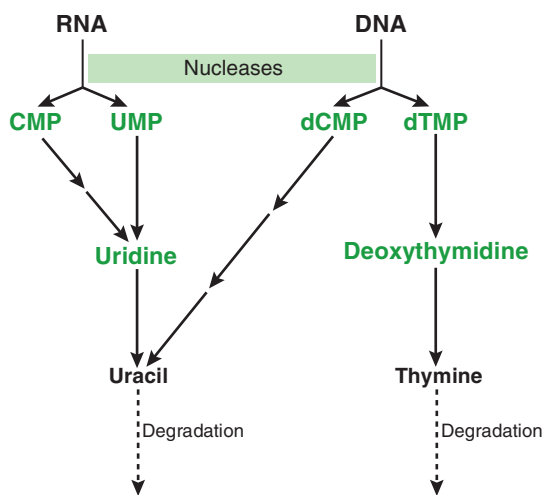 RNA DNA
Nucleases
CMP UMP dCMP dTMP
Uridine Deoxythymidine
Uracil Thymine
Degradation Degradation